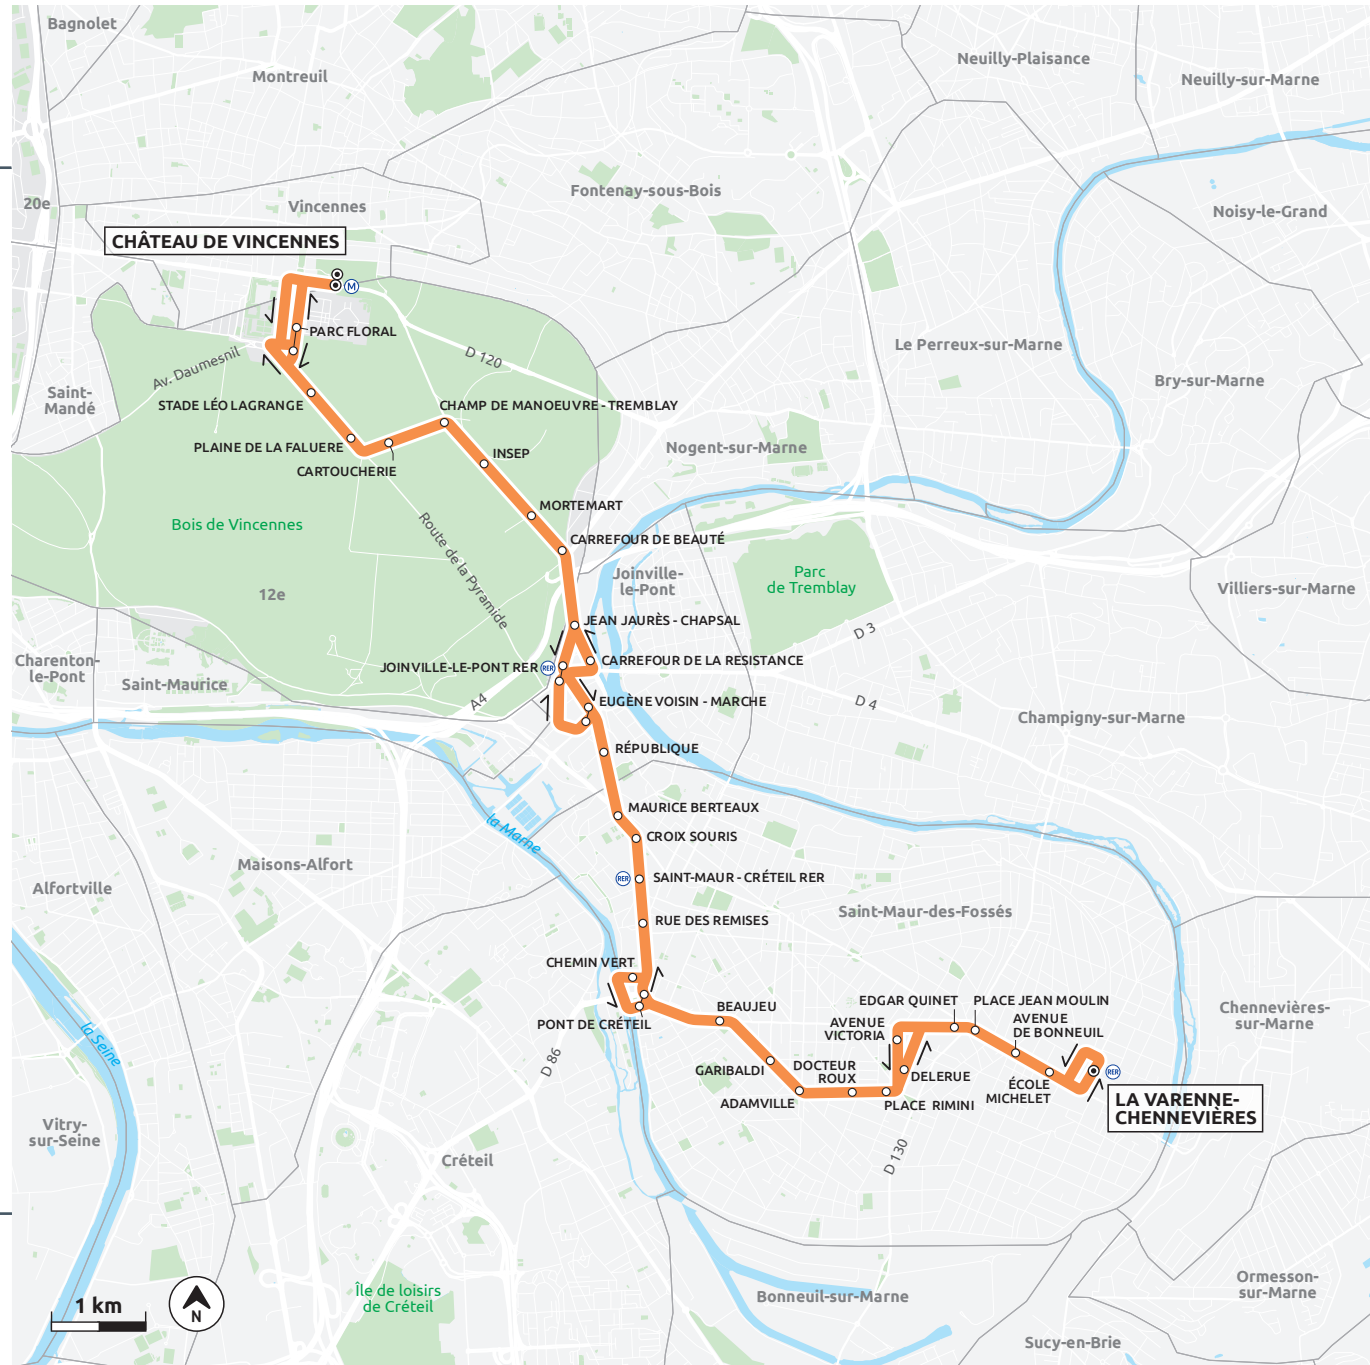 Bagnolet
Montreuil
Neuilly-Plaisance
Neuilly-sur-Marne
20e
Vincennes
Fontenay-sous-Bois
Noisy-le-Grand
CHÂTEAU DE VINCENNES
M
PARC FLORAL
D 120
Av. Daumesnil
Le Perreux-sur-Marne
Bry-sur-Marne
Saint-
Mandé
STADE LÉO LAGRANGE
CHAMP DE MANOEUVRE - TREMBLAY
PLAINE DE LA FALUERE
CARTOUCHERIE
INSEP
Nogent-sur-Marne
MORTEMART
Bois de Vincennes
Route de la Pyramide
CARREFOUR DE BEAUTÉ
12e
Joinville-
le-Pont
Parc
de Tremblay
Villiers-sur-Marne
JEAN JAURÈS - CHAPSAL
D 3
Charenton-
le-Pont
Saint-Maurice
JOINVILLE-LE-PONT RER
RER
CARREFOUR DE LA RESISTANCE
A4
EUGÈNE VOISIN - MARCHE
D 4
Champigny-sur-Marne
RÉPUBLIQUE
MAURICE BERTEAUX
la Marne
CROIX SOURIS
Maisons-Alfort
Alfortville
RER
SAINT-MAUR - CRÉTEIL RER
Saint-Maur-des-Fossés
RUE DES REMISES
CHEMIN VERT
BEAUJEU
EDGAR QUINET
PLACE JEAN MOULIN
Chennevières-
sur-Marne
la Seine
PONT DE CRÉTEIL
AVENUE
VICTORIA
AVENUE
DE BONNEUIL
D 86
GARIBALDI
DOCTEUR
ROUX
DELERUE
ÉCOLE
MICHELET
RER
ADAMVILLE
PLACE RIMINI
LA VARENNE-
CHENNEVIÈRES
Vitry-
sur-Seine
Créteil
D 130
Île de loisirs
de Créteil
Bonneuil-sur-Marne
Ormesson-
sur-Marne
1 km
N
Sucy-en-Brie